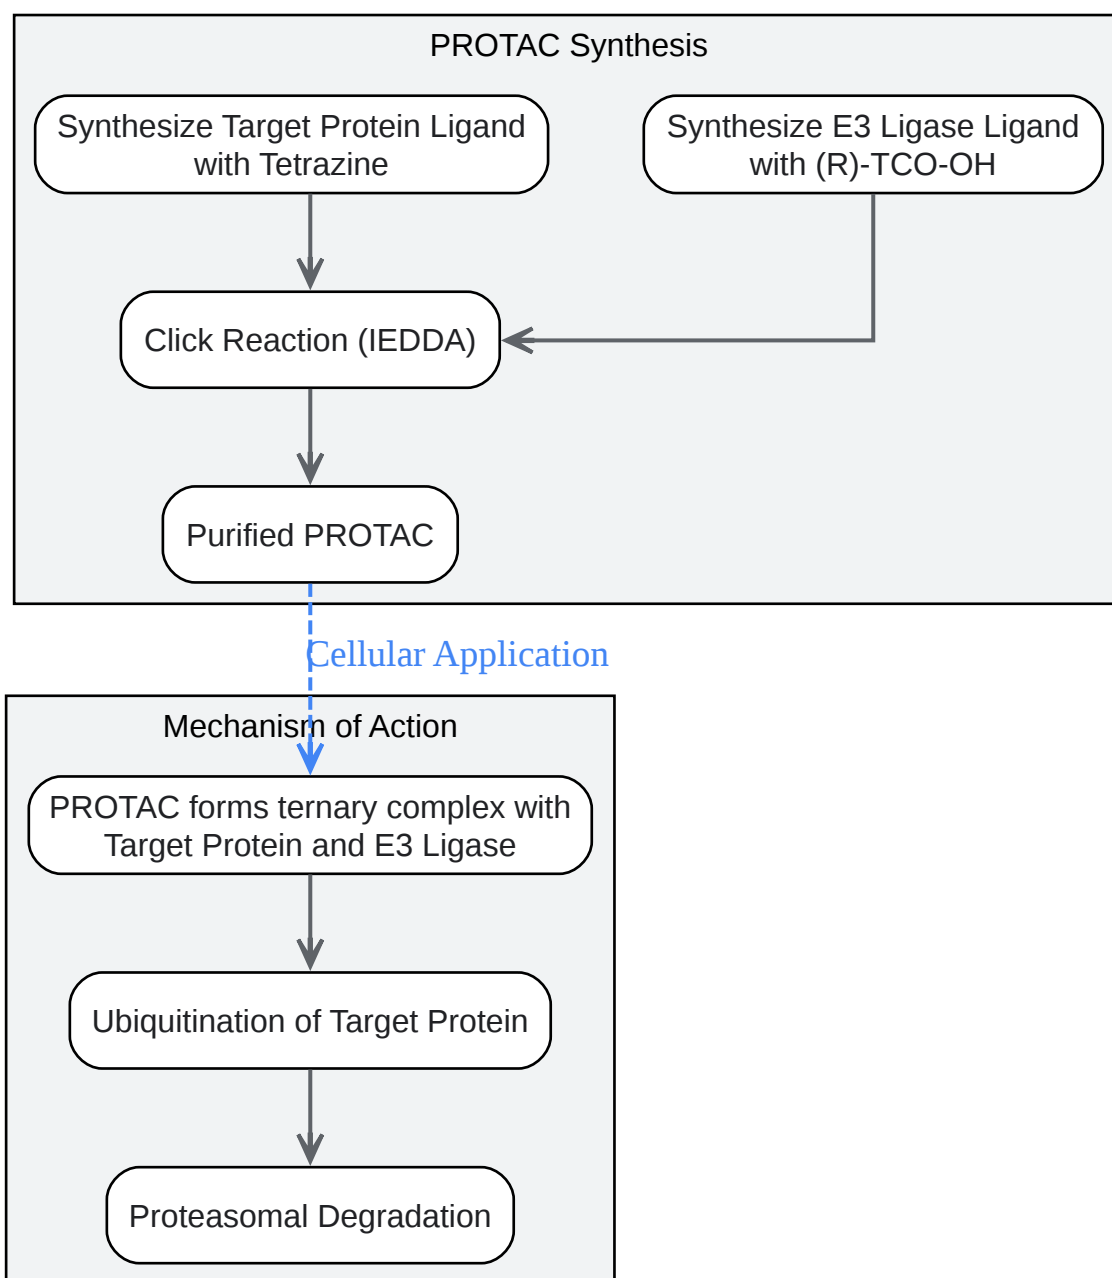 PROTAC Synthesis
Synthesize Target Protein Ligand
with Tetrazine
Synthesize E3 Ligase Ligand
with (R)-TCO-OH
Click Reaction (IEDDA)
Purified PROTAC
Cellular Application
Mechanism of Action
PROTAC forms ternary complex with
Target Protein and E3 Ligase
Ubiquitination of Target Protein
Proteasomal Degradation